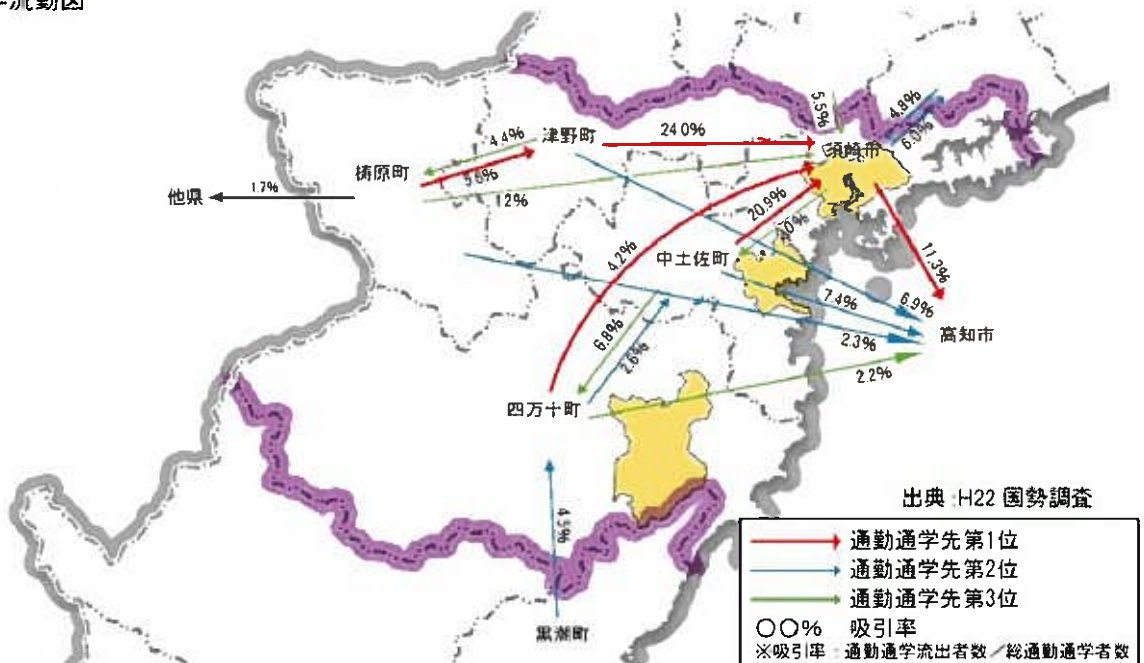 流動図
5.5%
4.8%
6.0%
津野町
24.0%
須崎市
4.4%
5.6%
梼原町
12%
他県
1.7%
20.9%
4.2%
中土佐町
11.3%
7.4%
6.9%
2.3%
高知市
6.8%
2.6%
2.2%
四万十町
4.9%
黒潮町
出典:H22 国勢調査
通勤通学先第1位
通勤通学先第2位
通勤通学先第3位
〇〇% 吸引率
※吸引率:通勤通学流出者数/総通勤通学者数